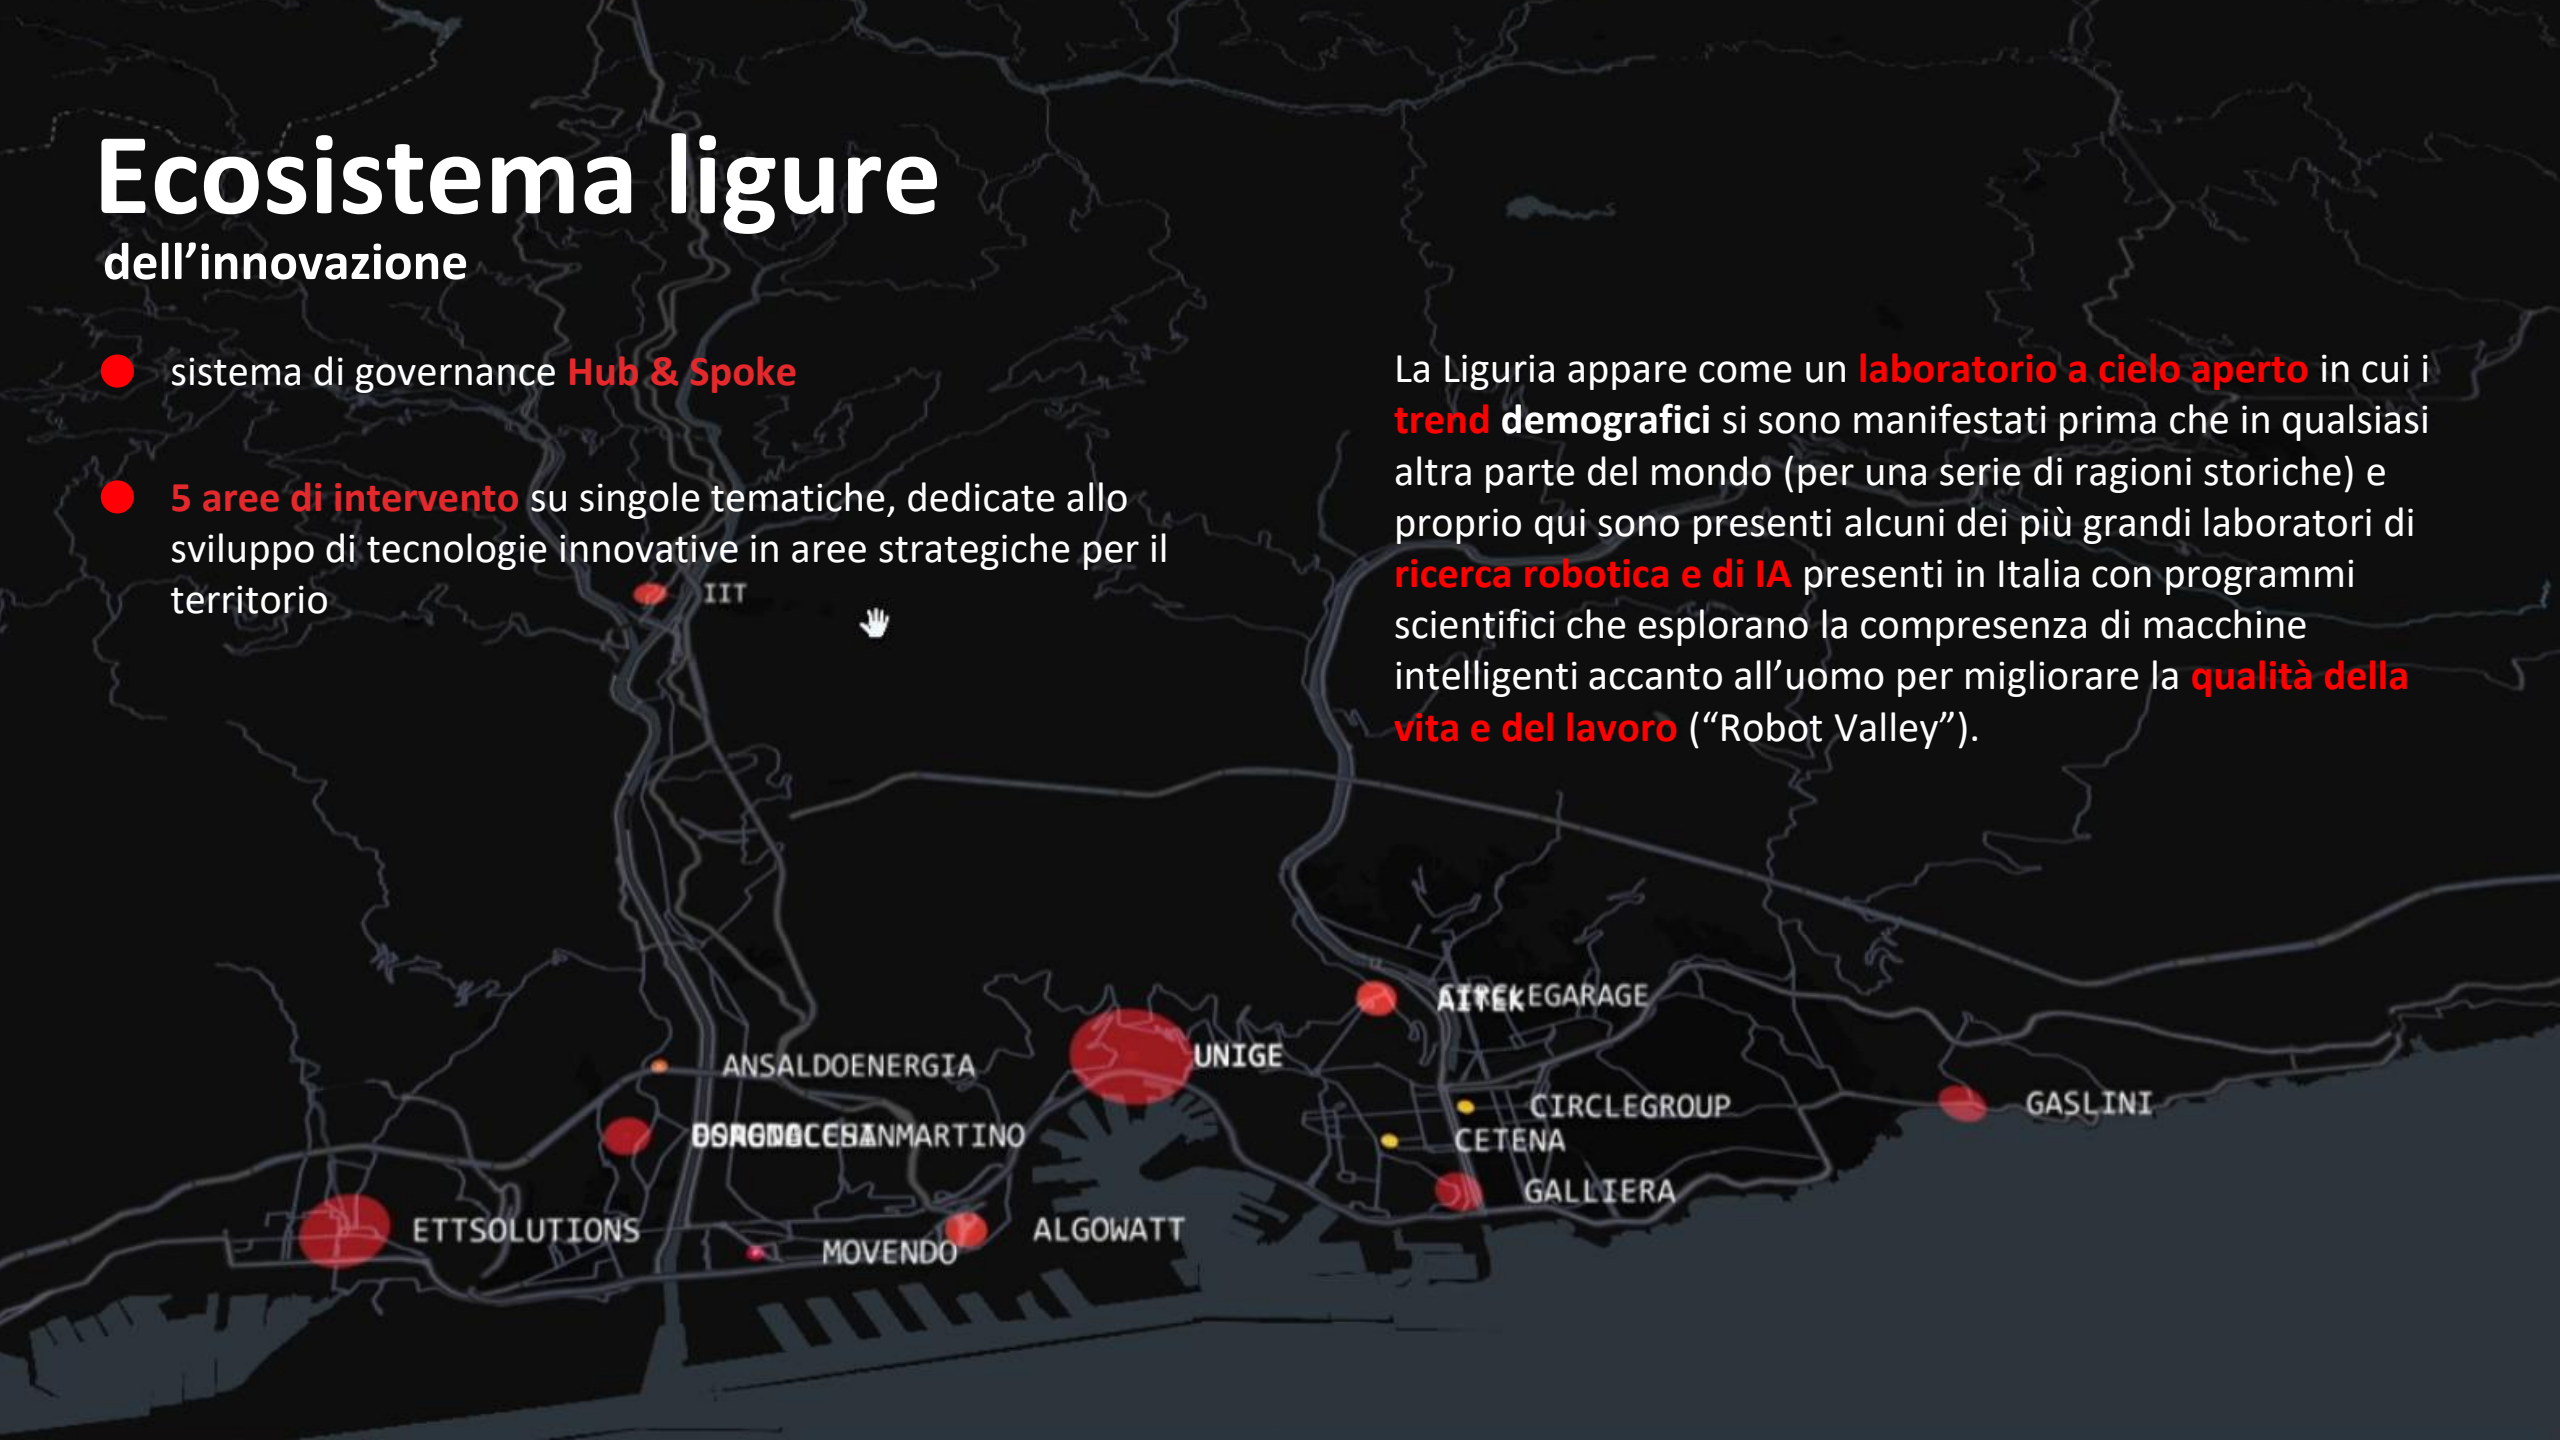 Ecosistema ligure
dell’innovazione
sistema di governance Hub & Spoke
5 aree di intervento su singole tematiche, dedicate allo
sviluppo di tecnologie innovative in aree strategiche per il
territorio
La Liguria appare come un laboratorio a cielo aperto in cui i
trend demografici si sono manifestati prima che in qualsiasi
altra parte del mondo (per una serie di ragioni storiche) e
proprio qui sono presenti alcuni dei più grandi laboratori di
ricerca robotica e di IA presenti in Italia con programmi
scientifici che esplorano la compresenza di macchine
intelligenti accanto all’uomo per migliorare la qualità della
vita e del lavoro (“Robot Valley”).
IIT
AITEK
CIRCLEGARAGE
UNIGE
ANSALDOENERGIA
CIRCLEGROUP
GASLINI
CETENA
GALLIERA
ETTSOLUTIONS
MOVENDO
ALGOWATT